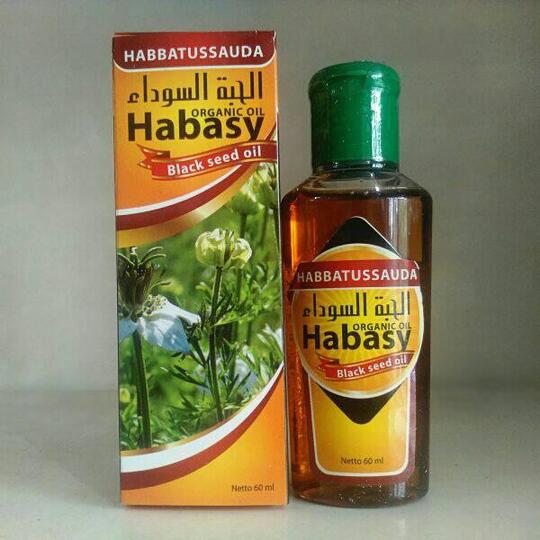 HABBATUSSAUDA
الحبة السوداء
ORGANIC OIL
Habasy
Black seed oil
Netto 60 ml
HABBATUSSAUDA
الحبة السوداء
ORGANIC OIL
Habasy
Black seed oil
Netto 60 ml